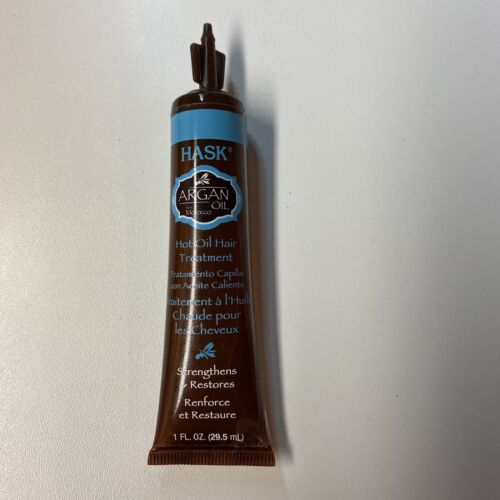 HASK®
ARGAN
OIL
Morocco
Hot Oil Hair
Treatment
Tratamiento Capilar
con Aceite Caliente
Traitement à l'Huile
Chaude pour
les Cheveux
Strengthens
& Restores
Renforce
et Restaure
1 FL. OZ. (29.5 mL)